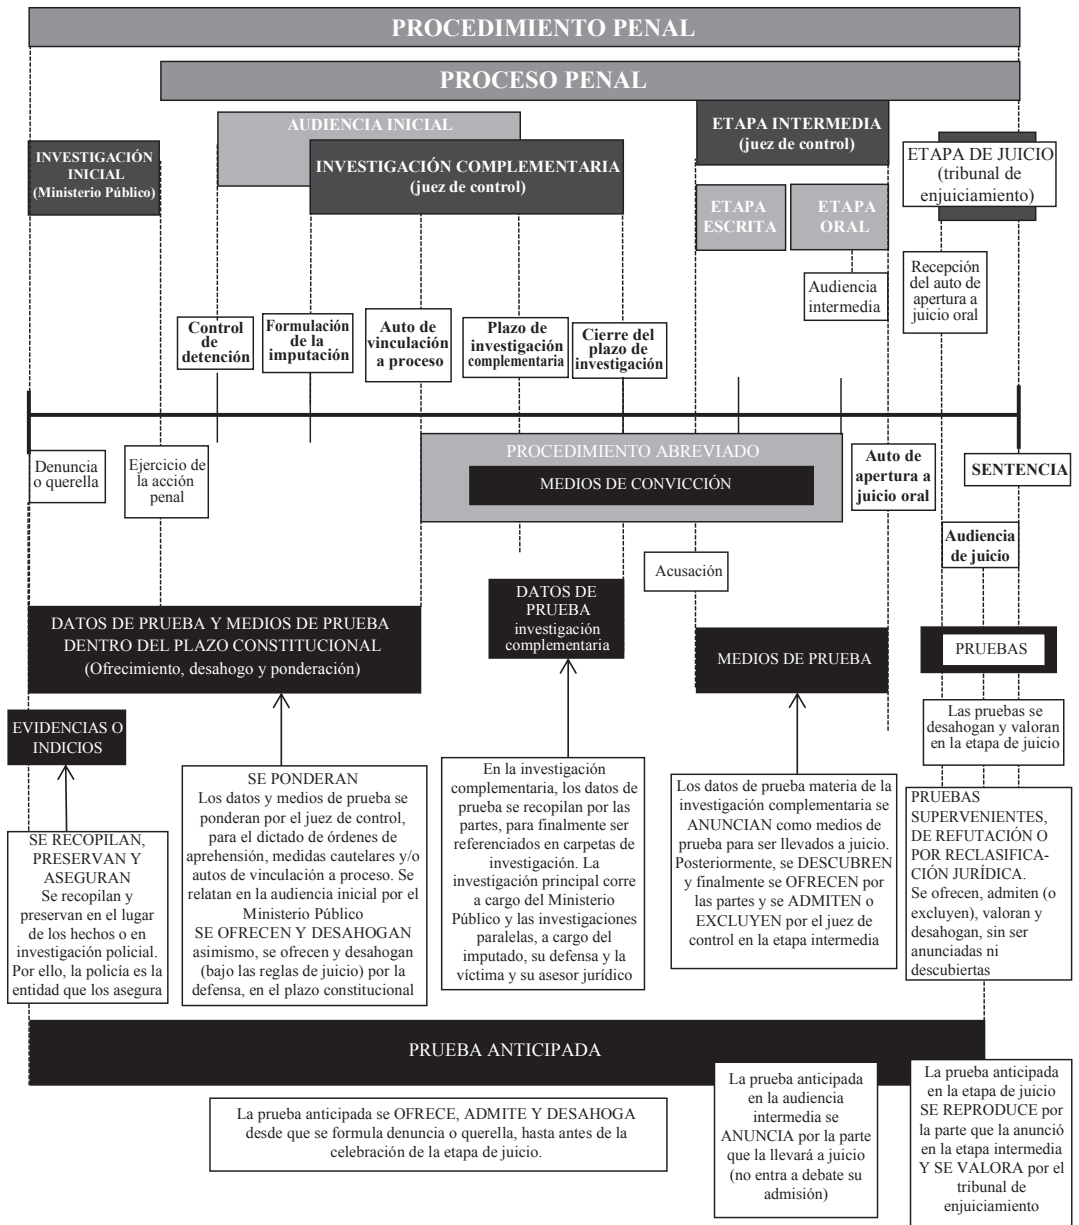 PROCEDIMIENTO PENAL
PROCESO PENAL
AUDIENCIA INICIAL
INVESTIGACIÓN
INICIAL
(Ministerio Público)
INVESTIGACIÓN COMPLEMENTARIA
(juez de control)
ETAPA INTERMEDIA
(juez de control)
ETAPA
ESCRITA
ETAPA
ORAL
ETAPA DE JUICIO
(tribunal de
enjuiciamiento)
Audiencia
intermedia
Recepción
del auto de
apertura a
juicio oral
Control
de
detención
Formulación
de la
imputación
Auto de
vinculación
a proceso
Plazo de
investigación
complementaria
Cierre del
plazo de
investigación
Denuncia
o querella
Ejercicio de
la acción
penal
PROCEDIMIENTO ABREVIADO
MEDIOS DE CONVICCIÓN
Auto de
apertura a
juicio oral
SENTENCIA
Audiencia
de juicio
Acusación
DATOS DE PRUEBA Y MEDIOS DE PRUEBA
DENTRO DEL PLAZO CONSTITUCIONAL
(Ofrecimiento, desahogo y ponderación)
DATOS DE
PRUEBA
investigación
complementaria
MEDIOS DE PRUEBA
PRUEBAS
Las pruebas se
desahogan y valoran
en la etapa de juicio
EVIDENCIAS O
INDICIOS
SE RECOPILAN,
PRESERVAN Y
ASEGURAN
Se recopilan y
preservan en el lugar
de los hechos o en
investigación policial.
Por ello, la policía es la
entidad que los asegura
SE PONDERAN
Los datos y medios de prueba se
ponderan por el juez de control,
para el dictado de órdenes de
aprehensión, medidas cautelares y/o
autos de vinculación a proceso. Se
relatan en la audiencia inicial por el
Ministerio Público
SE OFRECEN Y DESAHOGAN
asimismo, se ofrecen y desahogan
(bajo las reglas de juicio) por la
defensa, en el plazo constitucional
En la investigación
complementaria, los datos de
prueba se recopilan por las
partes, para finalmente ser
referenciados en carpetas de
investigación. La
investigación principal corre
a cargo del Ministerio
Público y las investigaciones
paralelas, a cargo del
imputado, su defensa y la
víctima y su asesor jurídico
Los datos de prueba materia de la
investigación complementaria se
ANUNCIAN como medios de
prueba para ser llevados a juicio.
Posteriormente, se DESCUBREN
y finalmente se OFRECEN por
las partes y se ADMITEN o
EXCLUYEN por el juez de
control en la etapa intermedia
PRUEBAS
SUPERVENIENTES,
DE REFUTACIÓN O
POR RECLASIFICA-
CIÓN JURÍDICA.
Se ofrecen, admiten (o
excluyen), valoran y
desahogan, sin ser
anunciadas ni
descubiertas
PRUEBA ANTICIPADA
La prueba anticipada se OFRECE, ADMITE Y DESAHOGA
desde que se formula denuncia o querella, hasta antes de la
celebración de la etapa de juicio.
La prueba anticipada
en la audiencia
intermedia se
ANUNCIA por la parte
que la llevará a juicio
(no entra a debate su
admisión)
La prueba anticipada
en la etapa de juicio
SE REPRODUCE por
la parte que la anunció
en la etapa intermedia
Y SE VALORA por el
tribunal de
enjuiciamiento